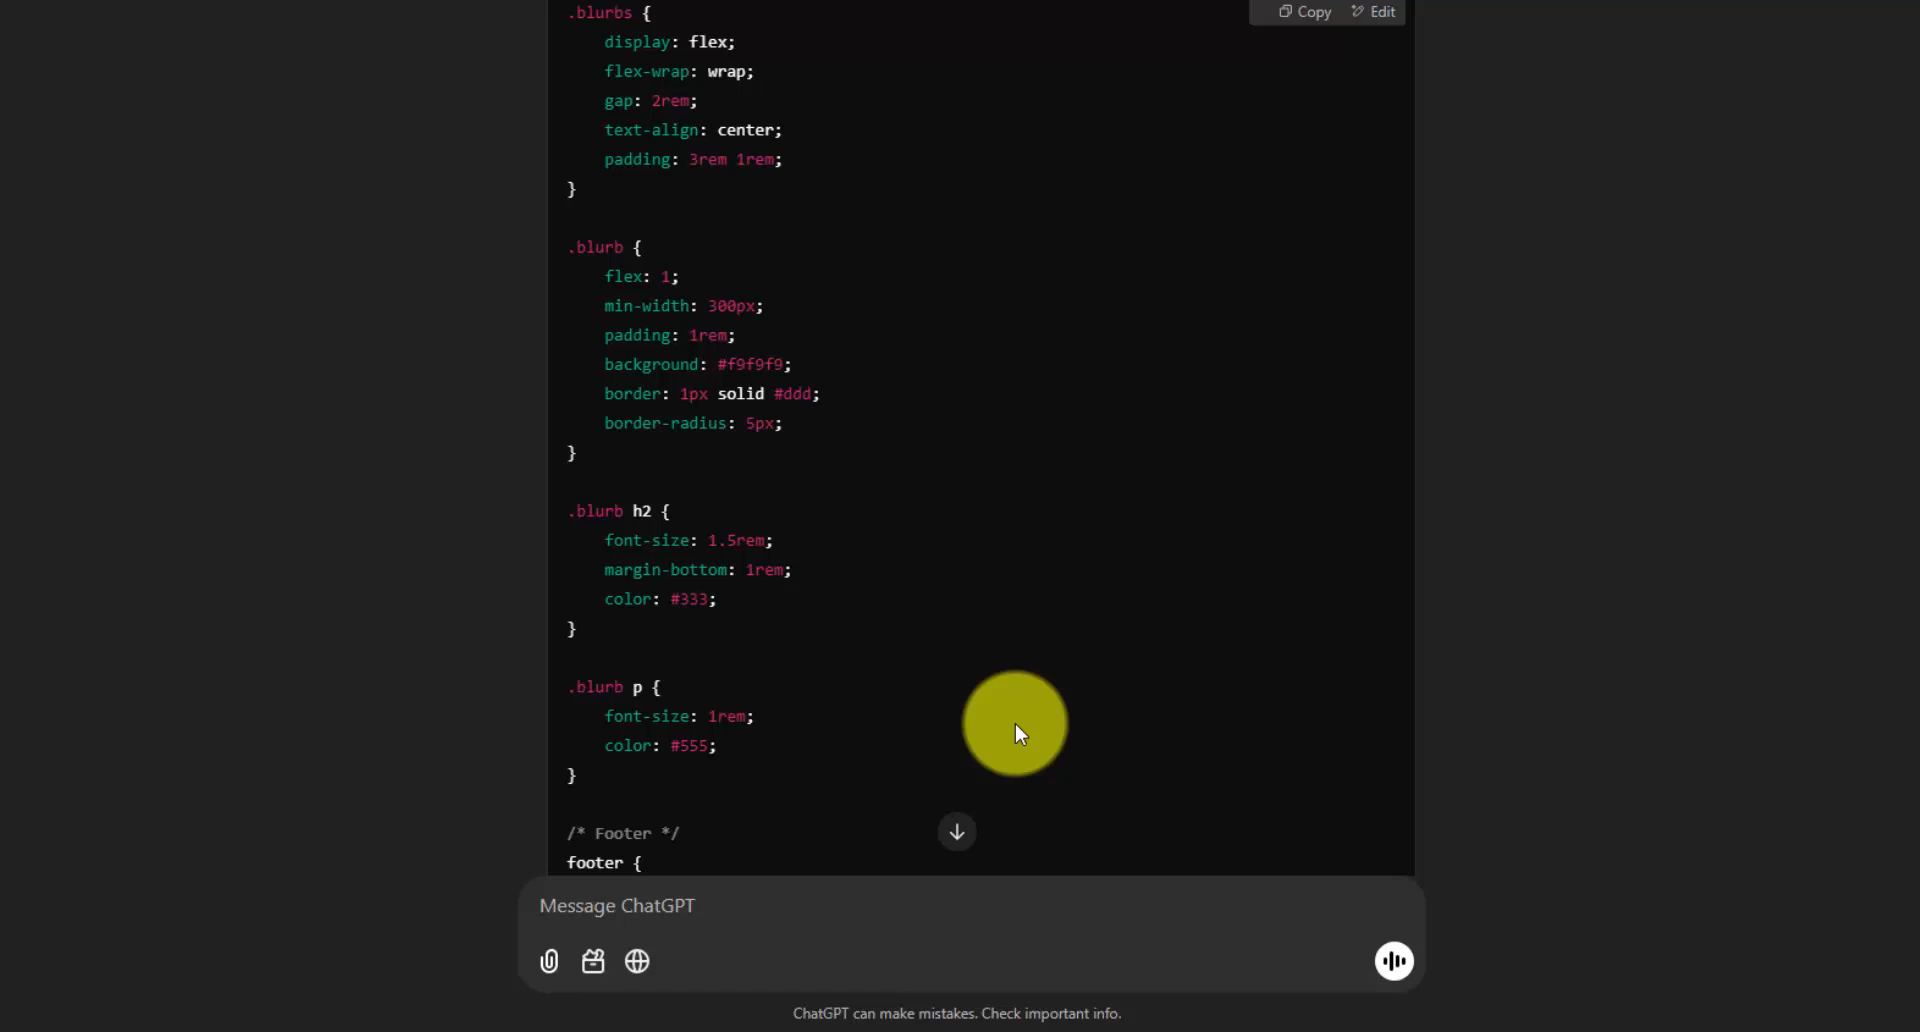 .blurbs {
Copy Edit
display: flex;
flex-wrap: wrap;
gap: 2rem;
text-align: center;
padding: 3rem 1rem;
}
.blurb {
flex: 1;
min-width: 300px;
padding: 1rem;
background: #f9f9f9;
border: 1px solid #ddd;
border-radius: 5px;
}
.blurb h2 {
font-size: 1.5rem;
margin-bottom: 1rem;
color: #333;
}
.blurb p {
font-size: 1rem;
color: #555;
}
/* Footer */
footer {
Message ChatGPT
ChatGPT can make mistakes. Check important info.